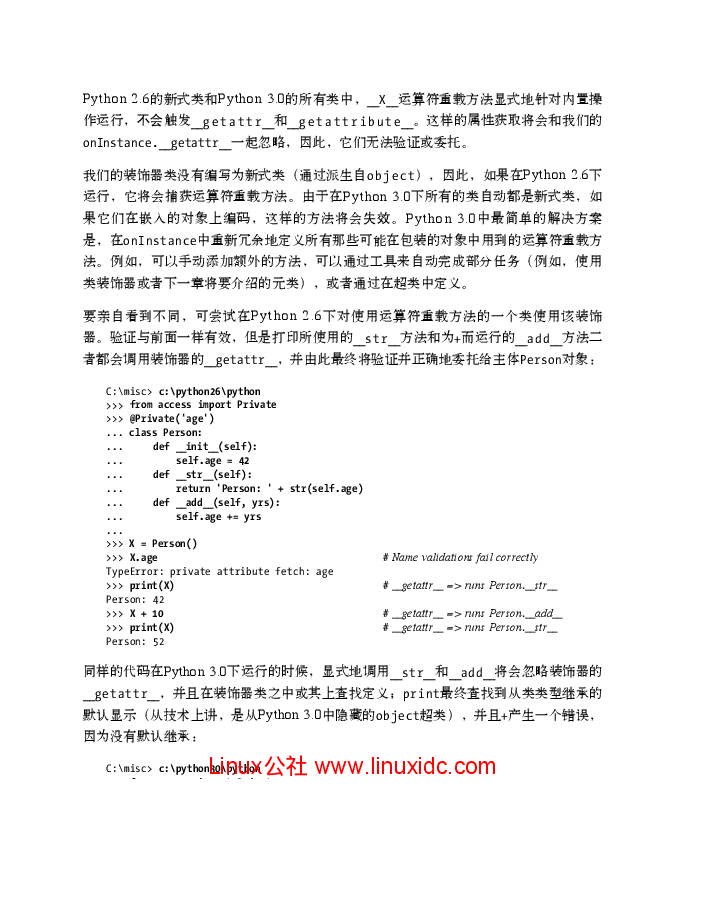 Python 2.6的新式类和Python 3.0的所有类中，__X__运算符重载方法显式地针对内置操
作运行，不会触发__getattr__和__getattribute__。这样的属性获取将会和我们的
onInstance.__getattr__一起忽略，因此，它们无法验证或委托。
我们的装饰器类没有编写为新式类（通过派生自object），因此，如果在Python 2.6下
运行，它将会捕获运算符重载方法。由于在Python 3.0下所有的类自动都是新式类，如
果它们在嵌入的对象上编码，这样的方法将会失效。Python 3.0中最简单的解决方案
是，在onInstance中重新冗余地定义所有那些可能在包装的对象中用到的运算符重载方
法。例如，可以手动添加额外的方法，可以通过工具来自动完成部分任务（例如，使用
类装饰器或者下一章将要介绍的元类），或者通过在超类中定义。
要亲自看到不同，可尝试在Python 2.6下对使用运算符重载方法的一个类使用该装饰
器。验证与前面一样有效，但是打印所使用的__str__方法和为+而运行的__add__方法二
者都会调用装饰器的__getattr__，并由此最终将验证并正确地委托给主体Person对象：
C:\misc> c:\python26\python
>>> from access import Private
>>> @Private('age')
... class Person:
...     def __init__(self):
...         self.age = 42
...     def __str__(self):
...         return 'Person: ' + str(self.age)
...     def __add__(self, yrs):
...         self.age += yrs
...
>>> X = Person()
>>> X.age # Name validations fail correctly
TypeError: private attribute fetch: age
>>> print(X) # __getattr__ => runs Person.__str__
Person: 42
>>> X + 10 # __getattr__ => runs Person.__add__
>>> print(X) # __getattr__ => runs Person.__str__
Person: 52
同样的代码在Python 3.0下运行的时候，显式地调用__str__和__add__将会忽略装饰器的
__getattr__，并且在装饰器类之中或其上查找定义；print最终查找到从类类型继承的
默认显示（从技术上讲，是从Python 3.0中隐藏的object超类），并且+产生一个错误，
因为没有默认继承：
C:\misc> c:\python30\python
Linux公社 www.linuxidc.com